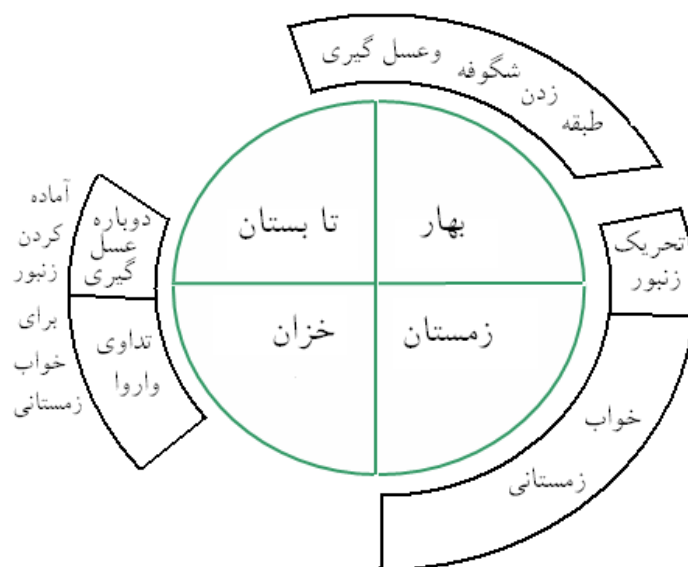 طبقه
زدن
شگوفه
وعسل گیری
بهار
تا بستان
زمستان
خزان
تحریک
زنبور
خواب
زمستانی
دوباره
عسل
گیری
تداوی
واروا
آماده
کردن
زنبور
برای
خواب
زمستانی